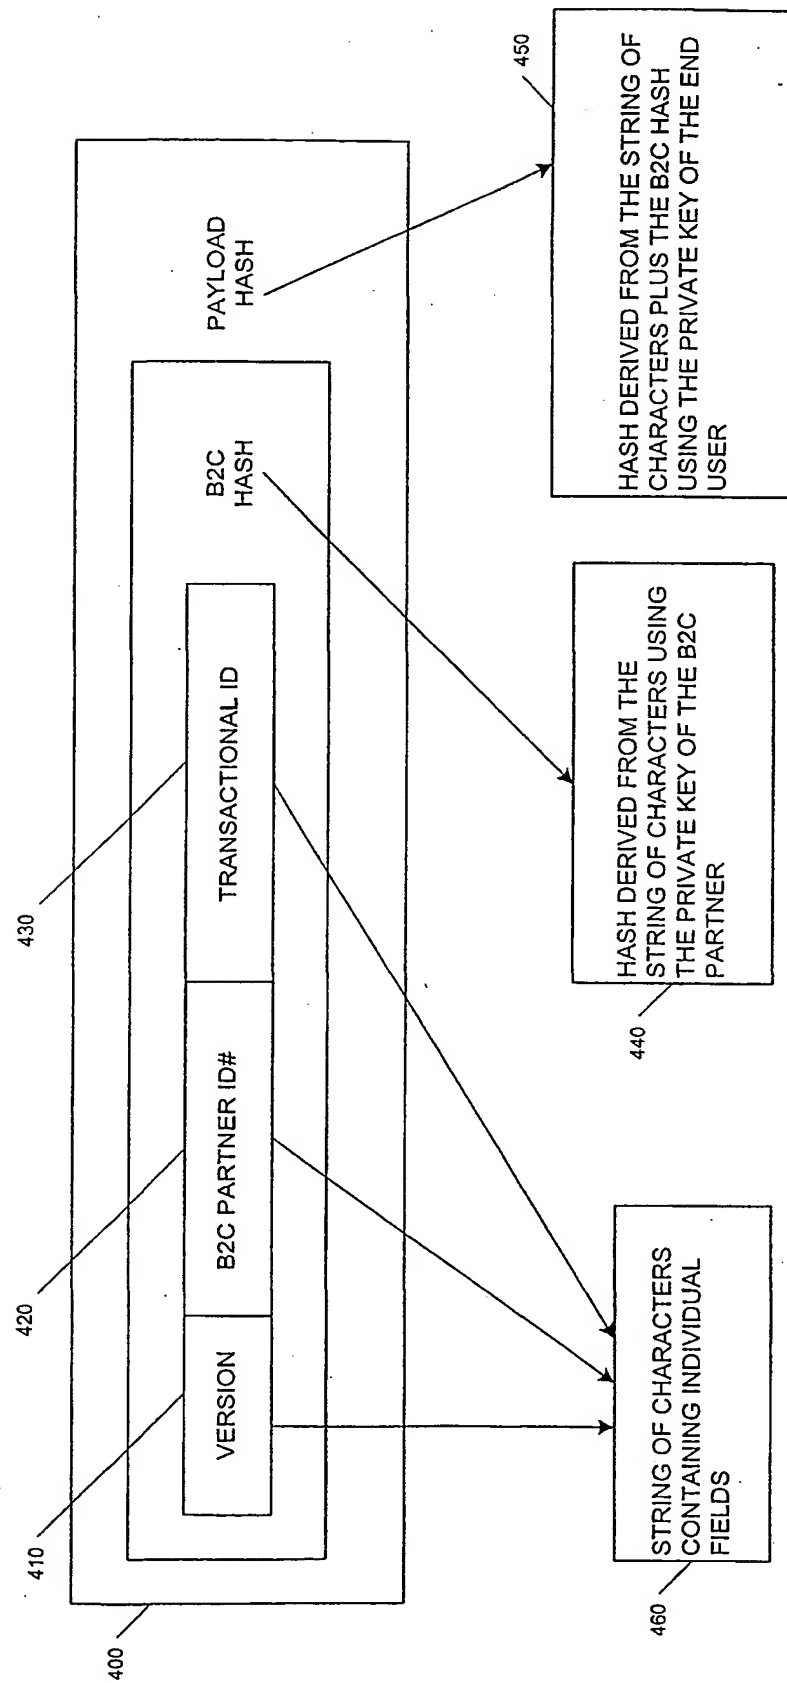 400
410
VERSION
420
B2C PARTNER ID#
430
TRANSACTIONAL ID
B2C
HASH
PAYLOAD
HASH
460
STRING OF CHARACTERS
CONTAINING INDIVIDUAL
FIELDS
440
HASH DERIVED FROM THE
STRING OF CHARACTERS USING
THE PRIVATE KEY OF THE B2C
PARTNER
450
HASH DERIVED FROM THE STRING OF
CHARACTERS PLUS THE B2C HASH
USING THE PRIVATE KEY OF THE END
USER